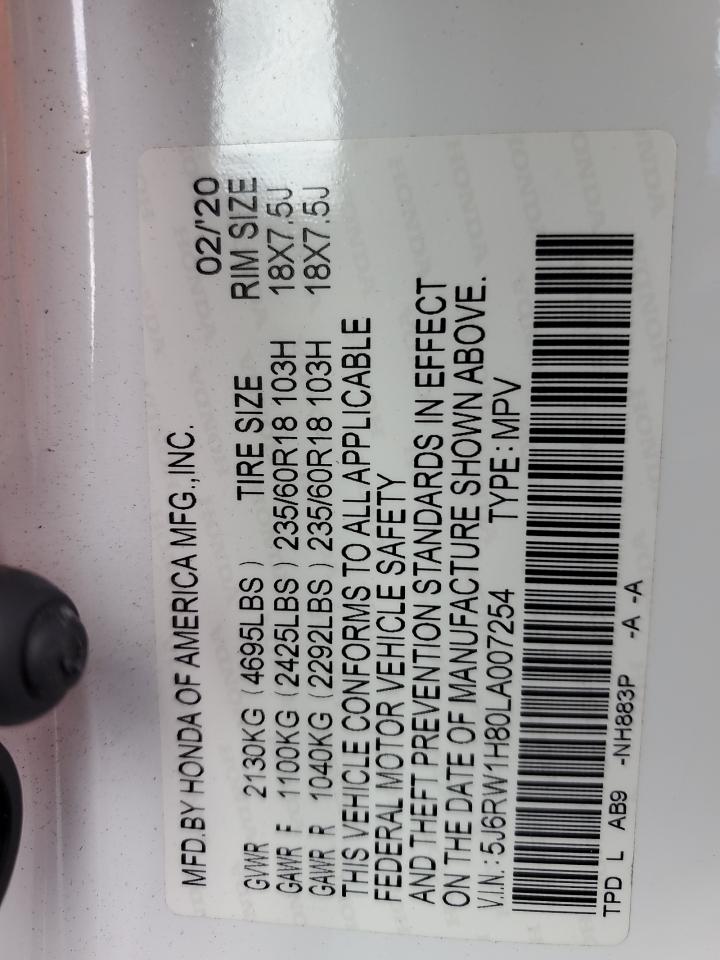 MFD.BY HONDA OF AMERICA MFG.,INC. 02/'20
GVWR 2130KG (4695LBS) TIRE SIZE RIM SIZE
GAWR F 1100KG (2425LBS) 235/60R18 103H 18X7.5J
GAWR R 1040KG (2292LBS) 235/60R18 103H 18X7.5J
THIS VEHICLE CONFORMS TO ALL APPLICABLE
FEDERAL MOTOR VEHICLE SAFETY
AND THEFT PREVENTION STANDARDS IN EFFECT
ON THE DATE OF MANUFACTURE SHOWN ABOVE.
V.I.N.: 5J6RW1H80LA007254 TYPE: MPV
TPD L AB9 -NH883P -A -A